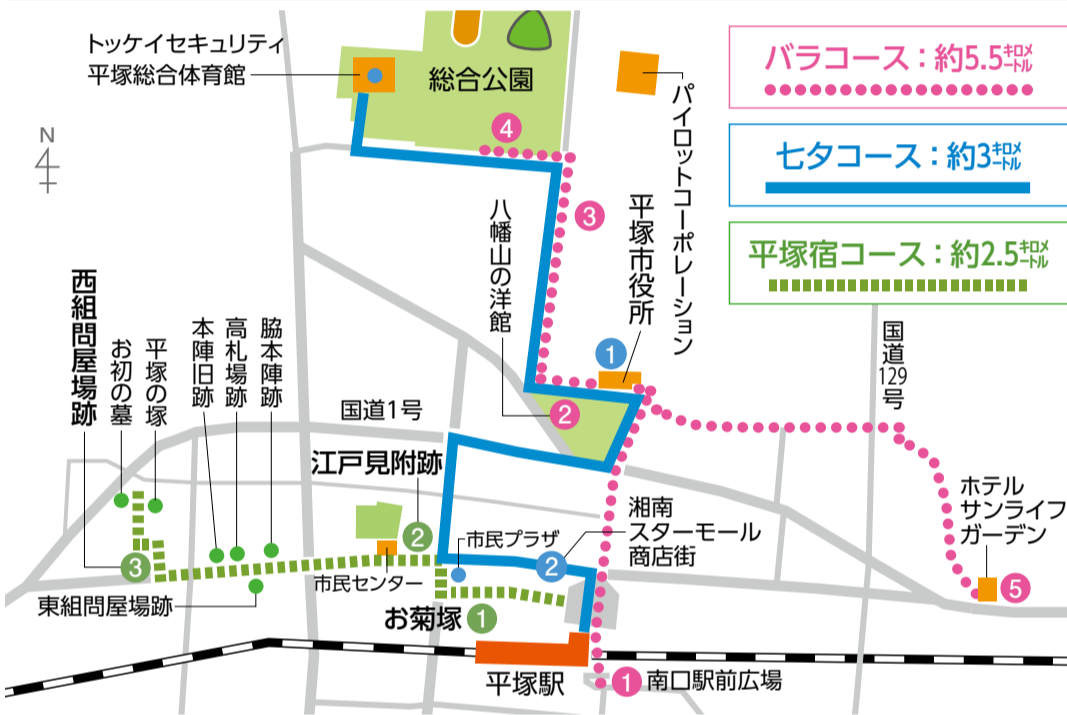 トッケイセキュリティ
平塚総合体育館
総合公園
パイロットコーポレーション
バラコース：約5.5キロメートル
七夕コース：約3キロメートル
平塚宿コース：約2.5キロメートル
N
4
3
八幡山の洋館
平塚市役所
1
2
国道129号
西組問屋場跡
お初の墓
平塚の塚
本陣旧跡
高札場跡
脇本陣跡
国道1号
江戸見附跡
2
湘南
スターモール
商店街
ホテル
サンライフ
ガーデン
5
市民プラザ
2
3
市民センター
東組問屋場跡
お菊塚
1
平塚駅
1
南口駅前広場